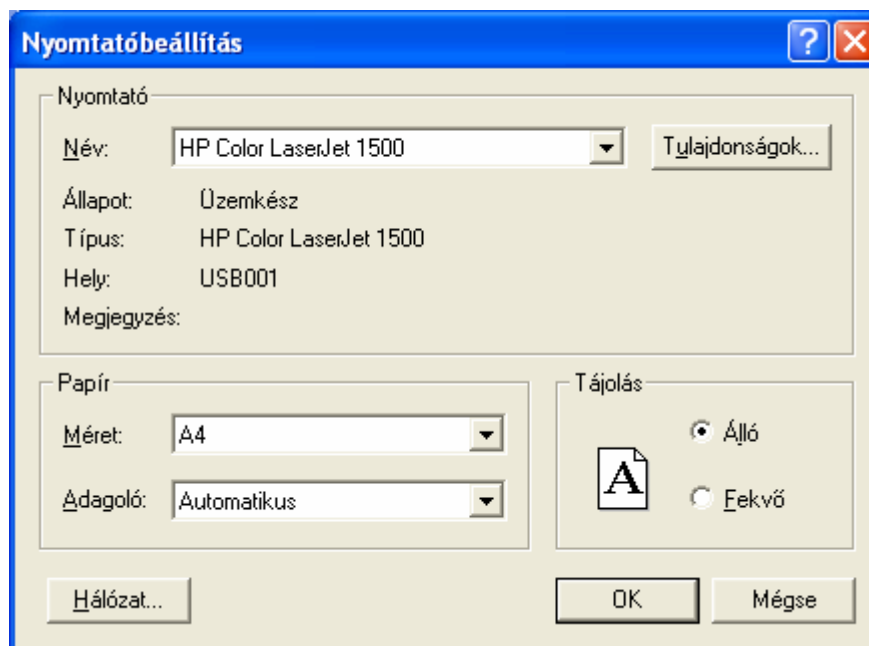 Nyomtatóbeállítás
Nyomtató
Név: HP Color LaserJet 1500 Tulajdonságok...
Állapot: Üzemkész
Típus: HP Color LaserJet 1500
Hely: USB001
Megjegyzés:
Papír
Méret: A4
Adagoló: Automatikus
Tájolás
A
Álló
Fekvő
Hálózat... OK Mégse